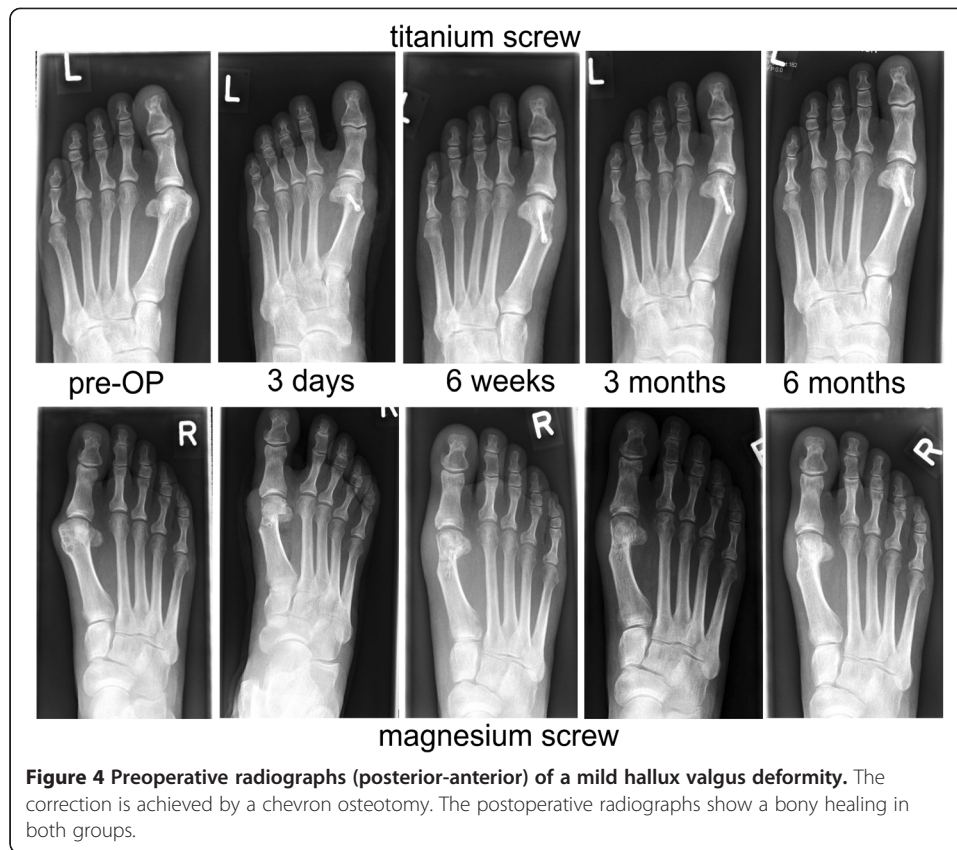 titanium screw
L
L
L
L
pre-OP
3 days
6 weeks
3 months
6 months
R
R
R
R
magnesium screw
Figure 4 Preoperative radiographs (posterior-anterior) of a mild hallux valgus deformity. The
correction is achieved by a chevron osteotomy. The postoperative radiographs show a bony healing in
both groups.